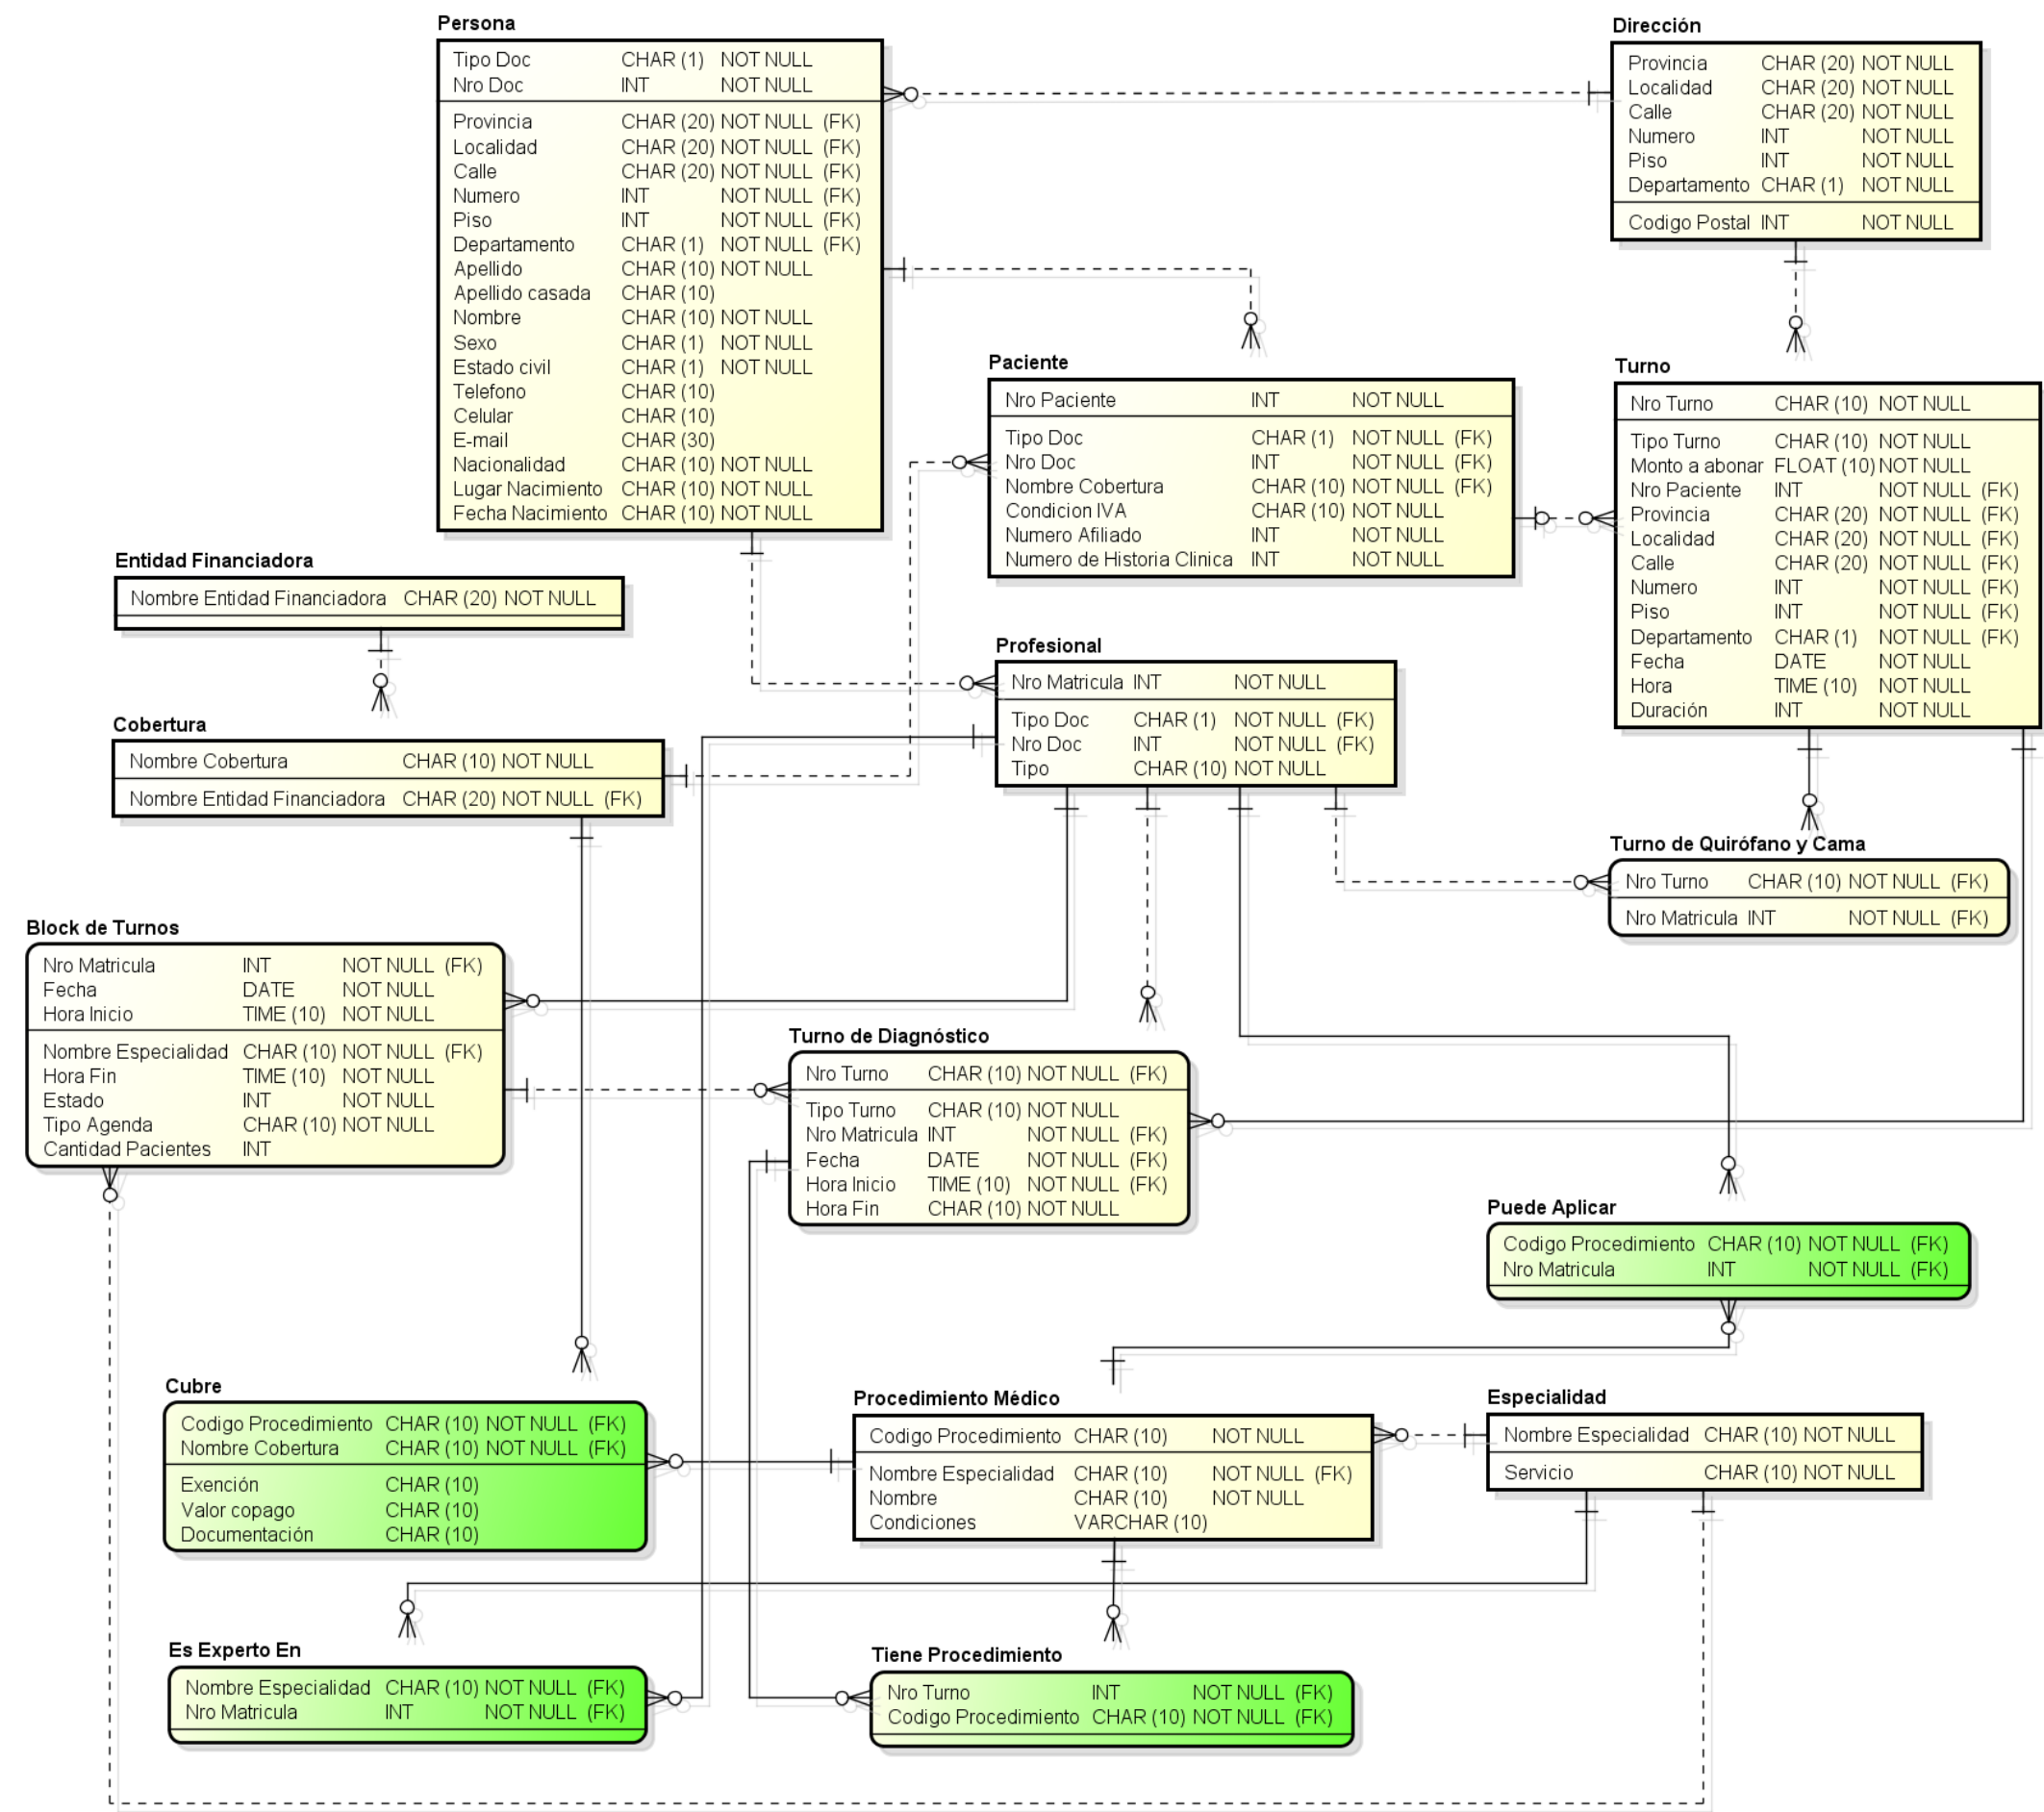 Persona
Tipo Doc CHAR (1) NOT NULL
Nro Doc INT NOT NULL
Provincia CHAR (20) NOT NULL (FK)
Localidad CHAR (20) NOT NULL (FK)
Calle CHAR (20) NOT NULL (FK)
Numero INT NOT NULL (FK)
Piso INT NOT NULL (FK)
Departamento CHAR (1) NOT NULL (FK)
Apellido CHAR (10) NOT NULL
Apellido casada CHAR (10)
Nombre CHAR (10) NOT NULL
Sexo CHAR (1) NOT NULL
Estado civil CHAR (1) NOT NULL
Telefono CHAR (10)
Celular CHAR (10)
E-mail CHAR (30)
Nacionalidad CHAR (10) NOT NULL
Lugar Nacimiento CHAR (10) NOT NULL
Fecha Nacimiento CHAR (10) NOT NULL
Dirección
Provincia CHAR (20) NOT NULL
Localidad CHAR (20) NOT NULL
Calle CHAR (20) NOT NULL
Numero INT NOT NULL
Piso INT NOT NULL
Departamento CHAR (1) NOT NULL
Codigo Postal INT NOT NULL
Paciente
Nro Paciente INT NOT NULL
Tipo Doc CHAR (1) NOT NULL (FK)
Nro Doc INT NOT NULL (FK)
Nombre Cobertura CHAR (10) NOT NULL (FK)
Condicion IVA CHAR (10) NOT NULL
Numero Afiliado INT NOT NULL
Numero de Historia Clinica INT NOT NULL
Turno
Nro Turno CHAR (10) NOT NULL
Tipo Turno CHAR (10) NOT NULL
Monto a abonar FLOAT (10) NOT NULL
Nro Paciente INT NOT NULL (FK)
Provincia CHAR (20) NOT NULL (FK)
Localidad CHAR (20) NOT NULL (FK)
Calle CHAR (20) NOT NULL (FK)
Numero INT NOT NULL (FK)
Piso INT NOT NULL (FK)
Departamento CHAR (1) NOT NULL (FK)
Fecha DATE NOT NULL
Hora TIME (10) NOT NULL
Duración INT NOT NULL
Entidad Financiadora
Nombre Entidad Financiadora CHAR (20) NOT NULL
Profesional
Nro Matricula INT NOT NULL
Tipo Doc CHAR (1) NOT NULL (FK)
Nro Doc INT NOT NULL (FK)
Tipo CHAR (10) NOT NULL
Cobertura
Nombre Cobertura CHAR (10) NOT NULL
Nombre Entidad Financiadora CHAR (20) NOT NULL (FK)
Turno de Quirófano y Cama
Nro Turno CHAR (10) NOT NULL (FK)
Nro Matricula INT NOT NULL (FK)
Block de Turnos
Nro Matricula INT NOT NULL (FK)
Fecha DATE NOT NULL
Hora Inicio TIME (10) NOT NULL
Nombre Especialidad CHAR (10) NOT NULL (FK)
Hora Fin TIME (10) NOT NULL
Estado INT NOT NULL
Tipo Agenda CHAR (10) NOT NULL
Cantidad Pacientes INT
Turno de Diagnóstico
Nro Turno CHAR (10) NOT NULL (FK)
Tipo Turno CHAR (10) NOT NULL
Nro Matricula INT NOT NULL (FK)
Fecha DATE NOT NULL (FK)
Hora Inicio TIME (10) NOT NULL (FK)
Hora Fin CHAR (10) NOT NULL
Puede Aplicar
Codigo Procedimiento CHAR (10) NOT NULL (FK)
Nro Matricula INT NOT NULL (FK)
Cubre
Codigo Procedimiento CHAR (10) NOT NULL (FK)
Nombre Cobertura CHAR (10) NOT NULL (FK)
Exención CHAR (10)
Valor copago CHAR (10)
Documentación CHAR (10)
Procedimiento Médico
Codigo Procedimiento CHAR (10) NOT NULL
Nombre Especialidad CHAR (10) NOT NULL (FK)
Nombre CHAR (10) NOT NULL
Condiciones VARCHAR (10)
Especialidad
Nombre Especialidad CHAR (10) NOT NULL
Servicio CHAR (10) NOT NULL
Es Experto En
Nombre Especialidad CHAR (10) NOT NULL (FK)
Nro Matricula INT NOT NULL (FK)
Tiene Procedimiento
Nro Turno INT NOT NULL (FK)
Codigo Procedimiento CHAR (10) NOT NULL (FK)